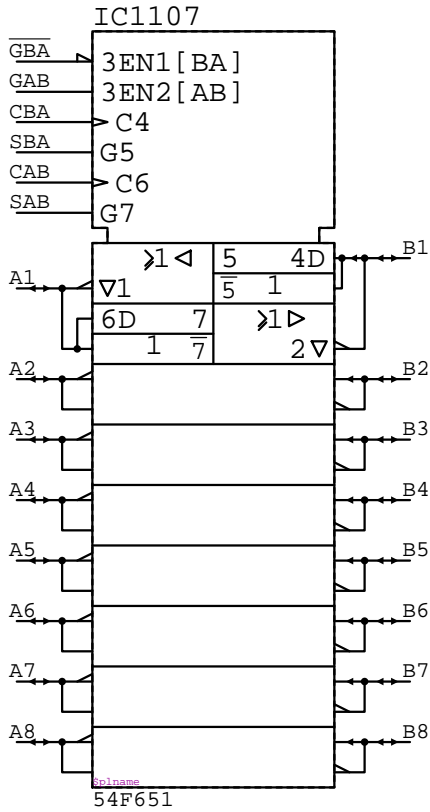 IC1107
GBA
3EN1[BA]
GAB
3EN2[AB]
CBA
C4
SBA
G5
CAB
C6
SAB
G7
≥1 5 4D B1
A1 1 5 1
6D 7 ≥1
1 7 2
A2 B2
A3 B3
A4 B4
A5 B5
A6 B6
A7 B7
A8 B8
Splname
54F651